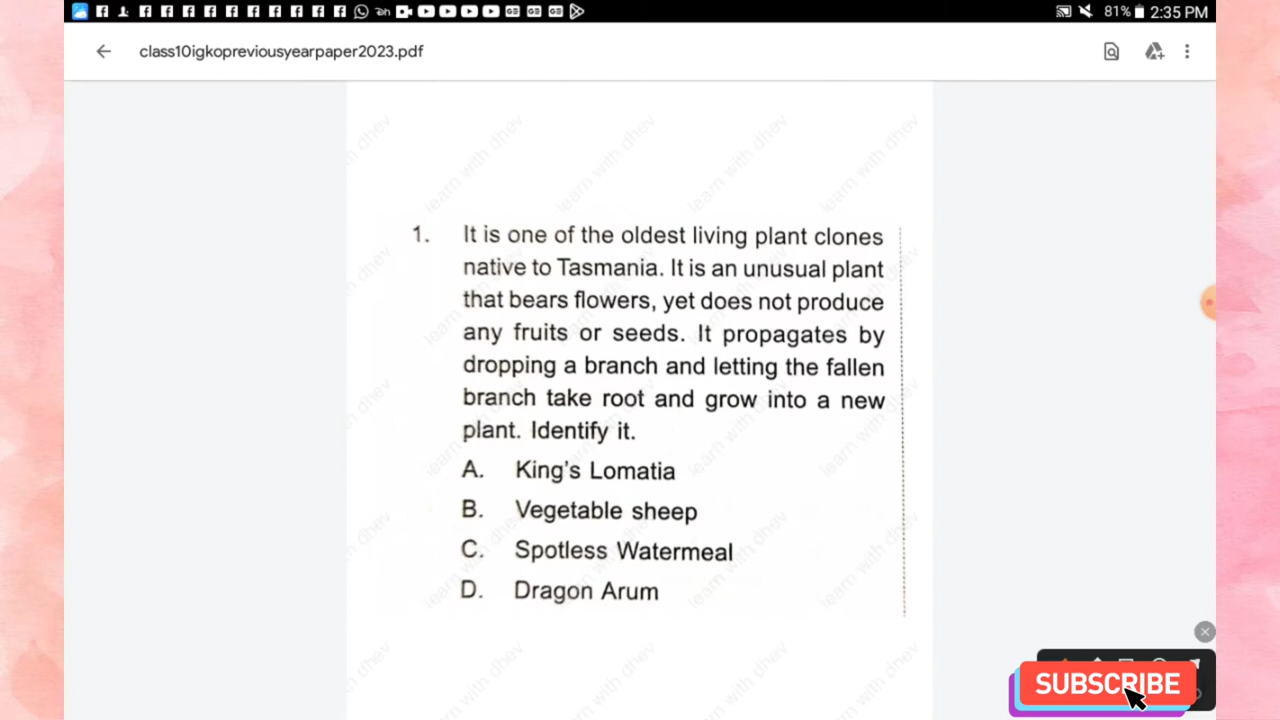 81% 2:35 PM
class10igkopreviousyearpaper2023.pdf
1. It is one of the oldest living plant clones
native to Tasmania. It is an unusual plant
that bears flowers, yet does not produce
any fruits or seeds. It propagates by
dropping a branch and letting the fallen
branch take root and grow into a new
plant. Identify it.
A. King's Lomatia
B. Vegetable sheep
C. Spotless Watermeal
D. Dragon Arum
learn with dhev
SUBSCRIBE